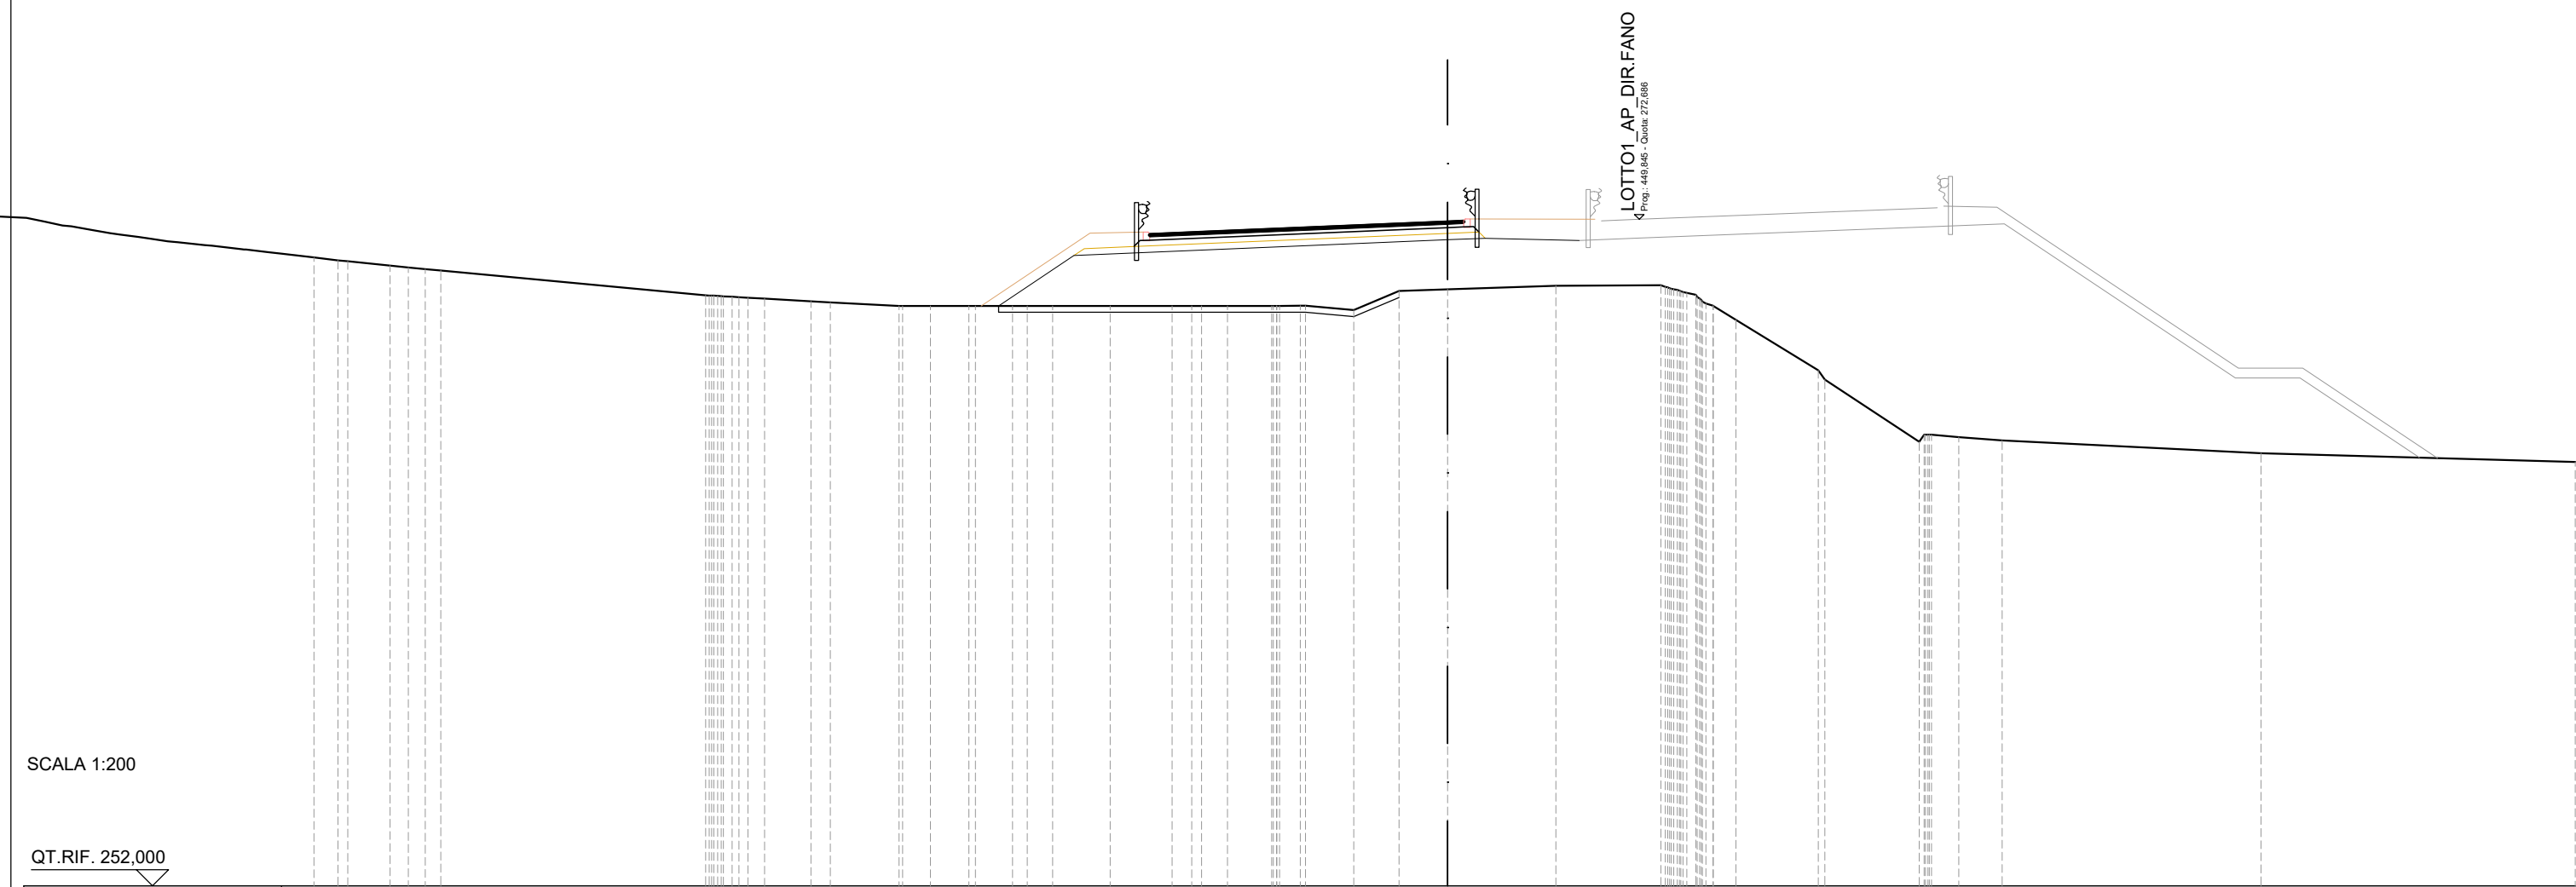 LOTTO1_AP_DIR.FANO
Prog.: 449,845 - Quota: 272,686
SCALA 1:200
QT.RIF. 252,000